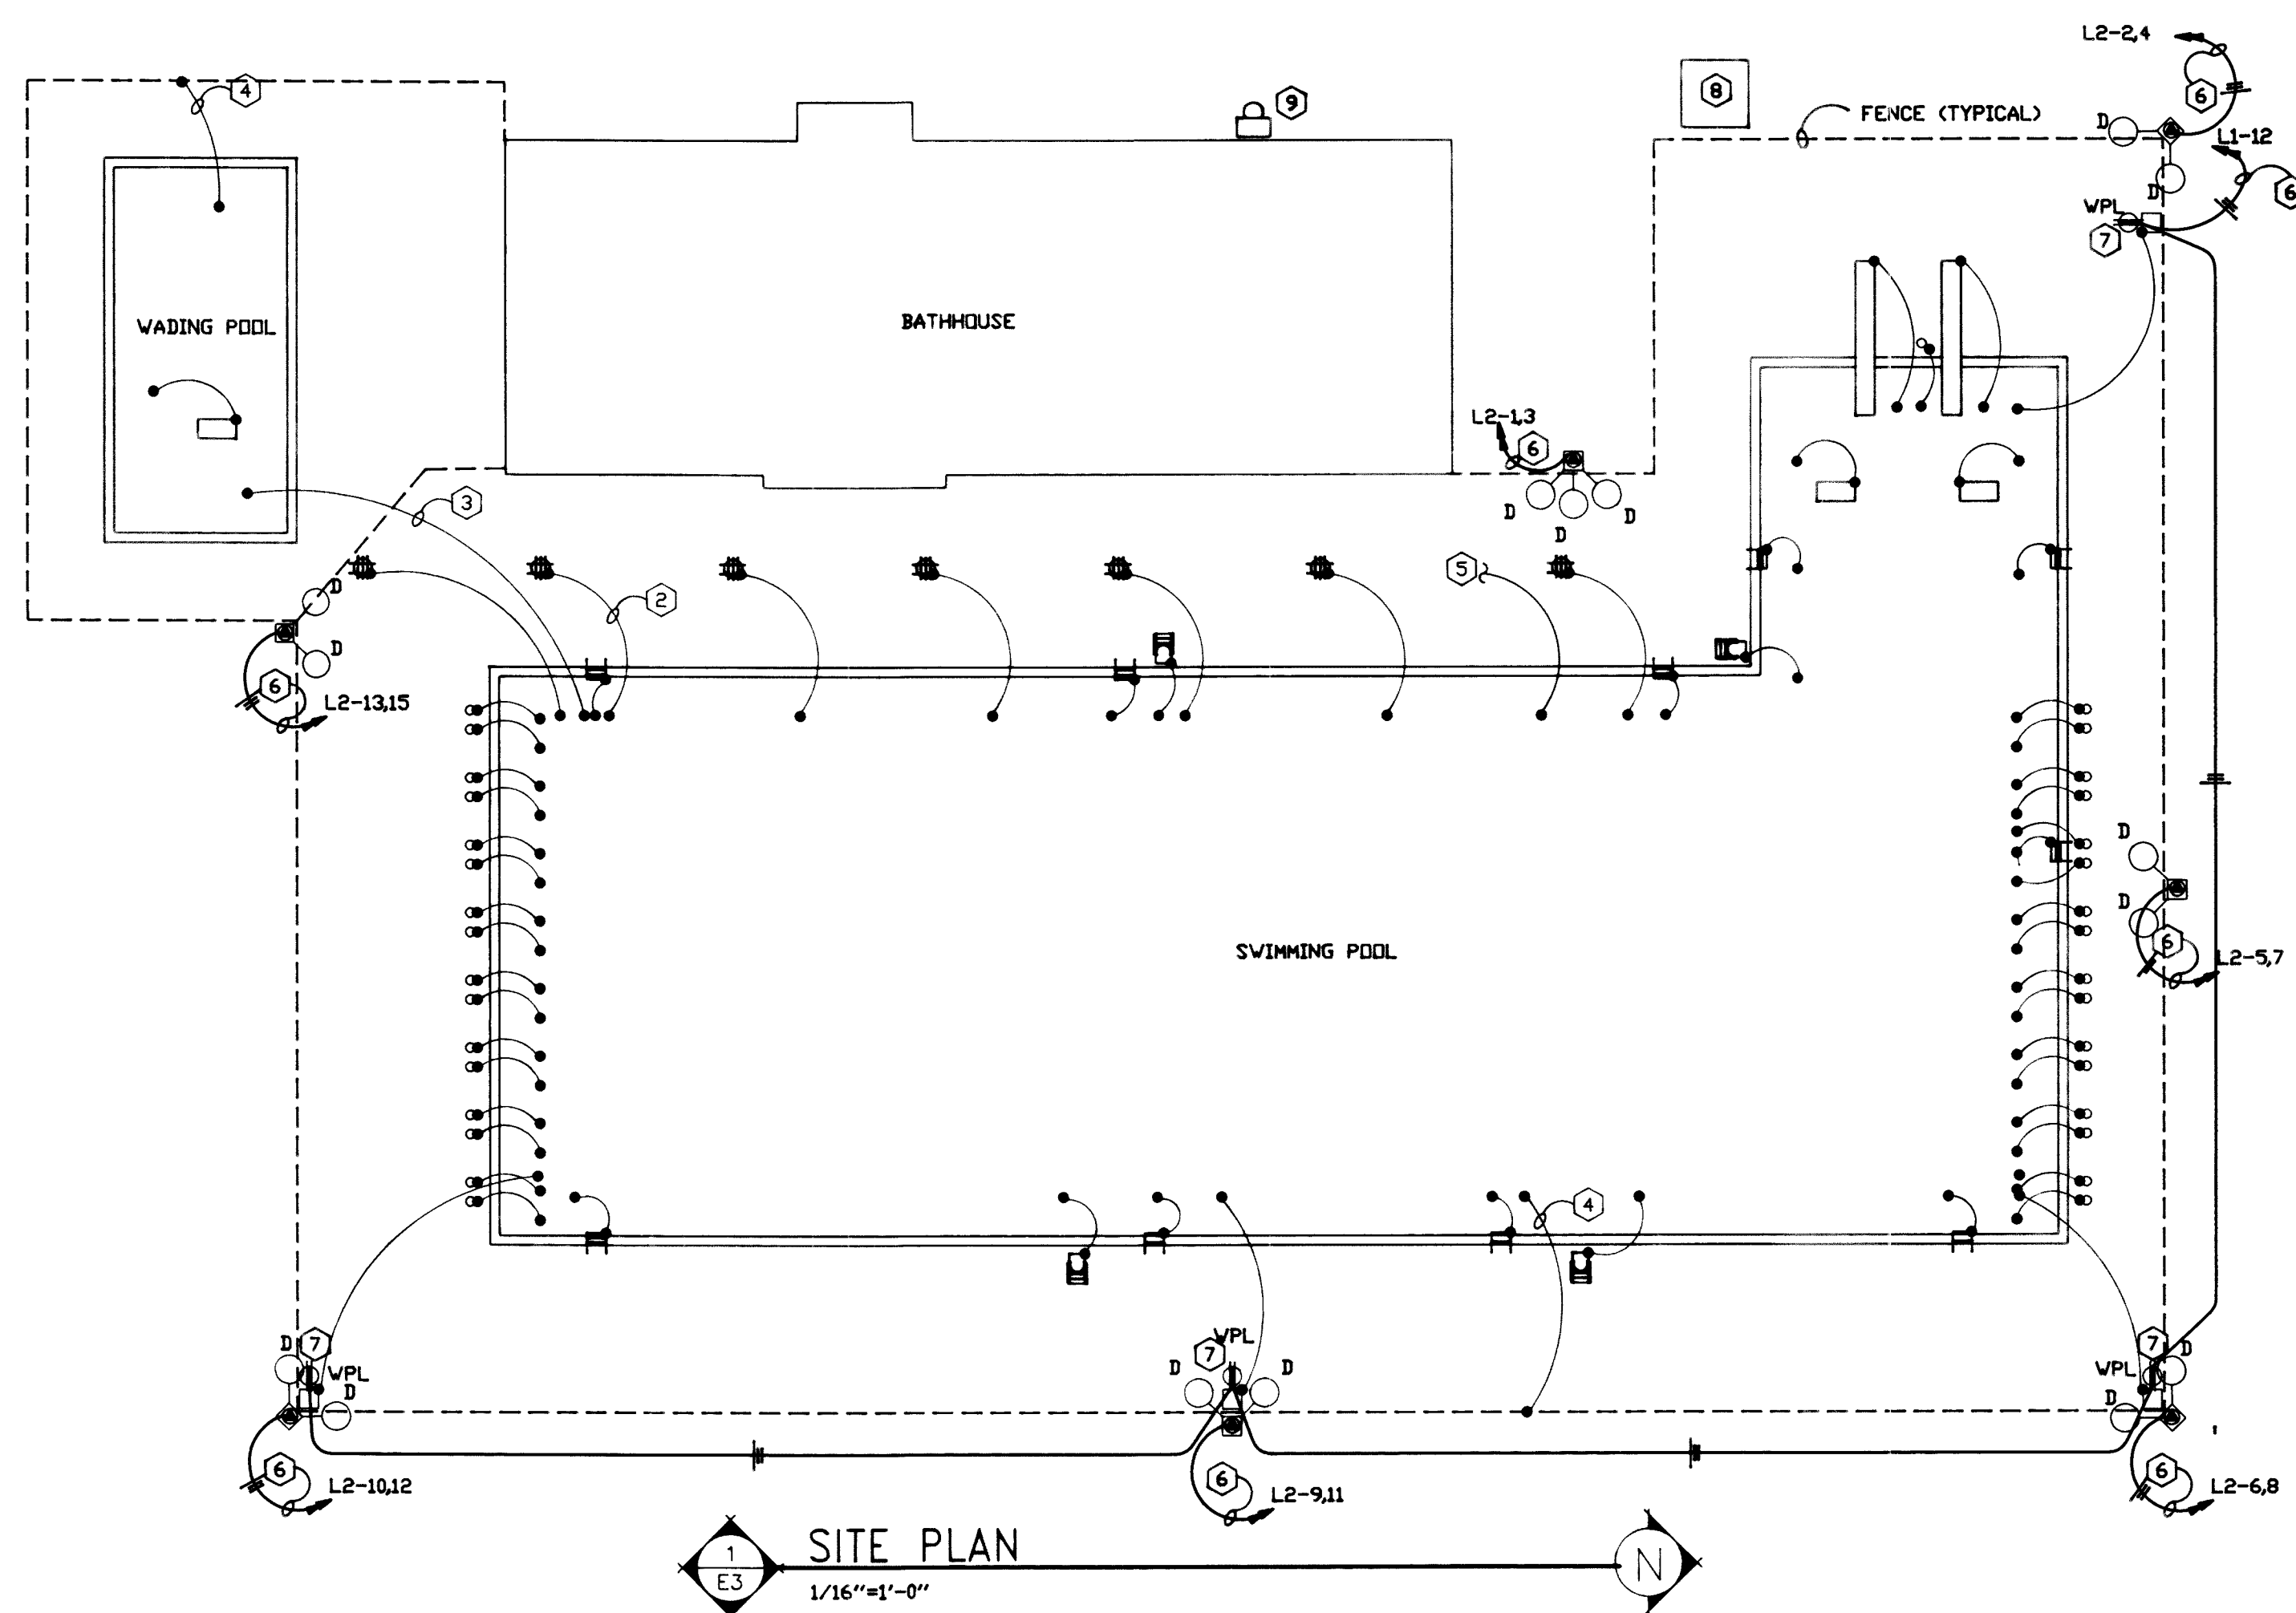 L2-2,4
4
8
9
6
FENCE (TYPICAL)
D
L1-12
D
6
WPL
7
WADING POOL
BATHHOUSE
L2-1,3
6
3
D
D
D
5
2
D
D
6
L2-13,15
D
D
6
L2-5,7
SWIMMING POOL
4
D
7
WPL
D
WPL
7
D
D
7
D
WPL
D
6
L2-10,12
6
L2-9,11
6
L2-6,8
1
E3
SITE PLAN
1/16"=1'-0"
N